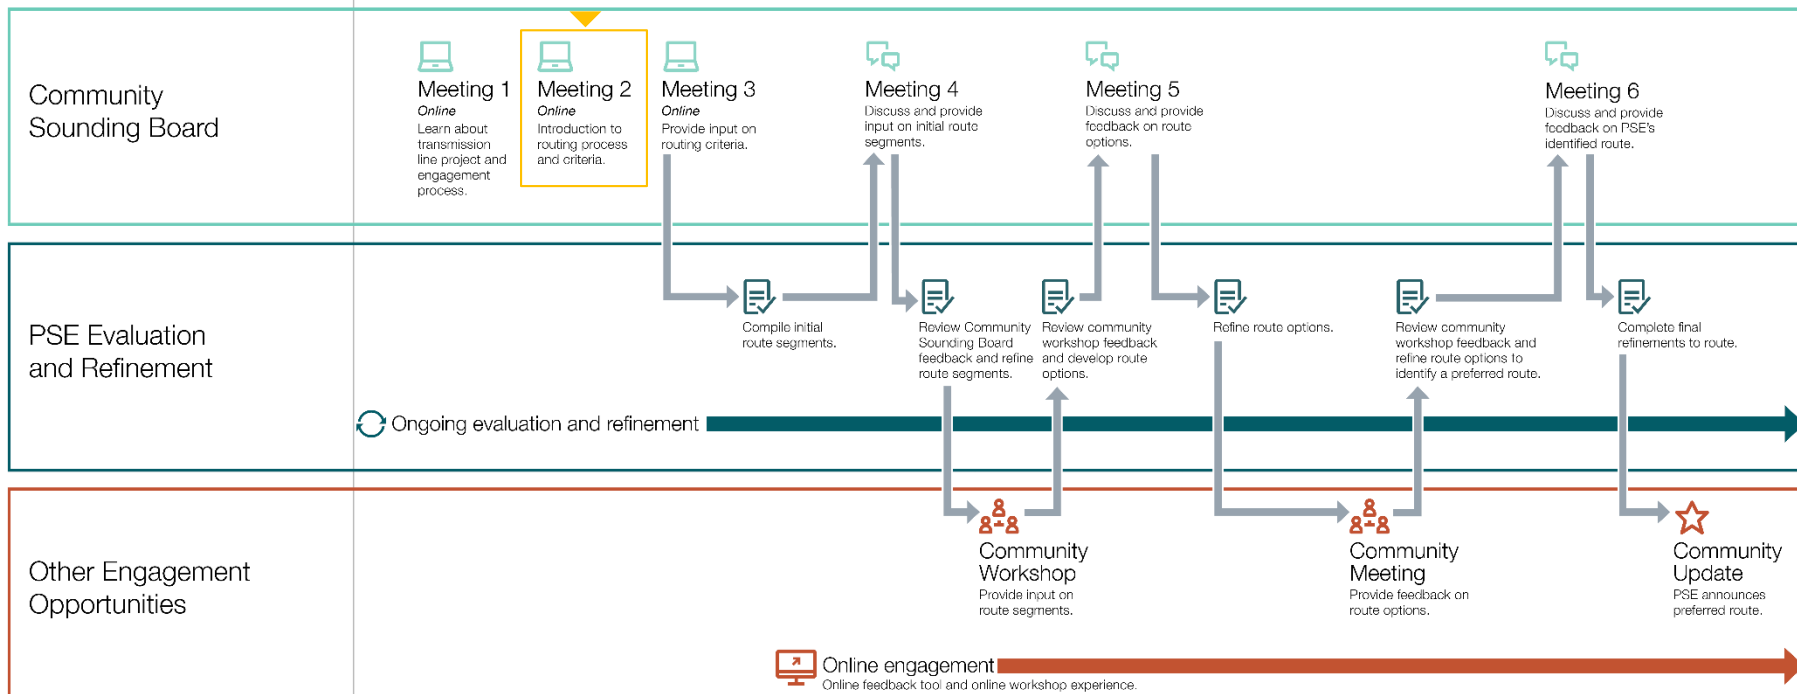 Community
Sounding Board
Meeting 1
Online
Learn about
transmission
line project and
engagement
process.
Meeting 2
Online
Introduction to
routing process
and criteria.
Meeting 3
Online
Provide input on
routing criteria.
Meeting 4
Discuss and provide
input on initial route
segments.
Meeting 5
Discuss and provide
feedback on route
options.
Meeting 6
Discuss and provide
feedback on PSE's
identified route.
PSE Evaluation
and Refinement
Compile initial
route segments.
Review Community
Sounding Board
feedback and refine
route segments.
Review community
workshop feedback
and develop route
options.
Refine route options.
Review community
workshop feedback and
refine route options to
identify a preferred route.
Complete final
refinements to route.
Ongoing evaluation and refinement
Other Engagement
Opportunities
Community
Workshop
Provide input on
route segments.
Community
Meeting
Provide feedback on
route options.
Community
Update
PSE announces
preferred route.
Online engagement
Online feedback tool and online workshop experience.